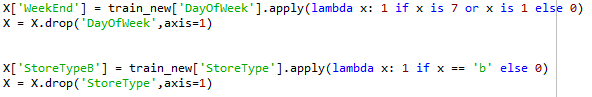 X['WeekEnd'] = train_new['DayOfWeek'].apply(lambda x: 1 if x is 7 or x is 1 else 0)
X = X.drop('DayOfWeek',axis=1)
X['StoreTypeB'] = train_new['StoreType'].apply(lambda x: 1 if x == 'b' else 0)
X = X.drop('StoreType',axis=1)